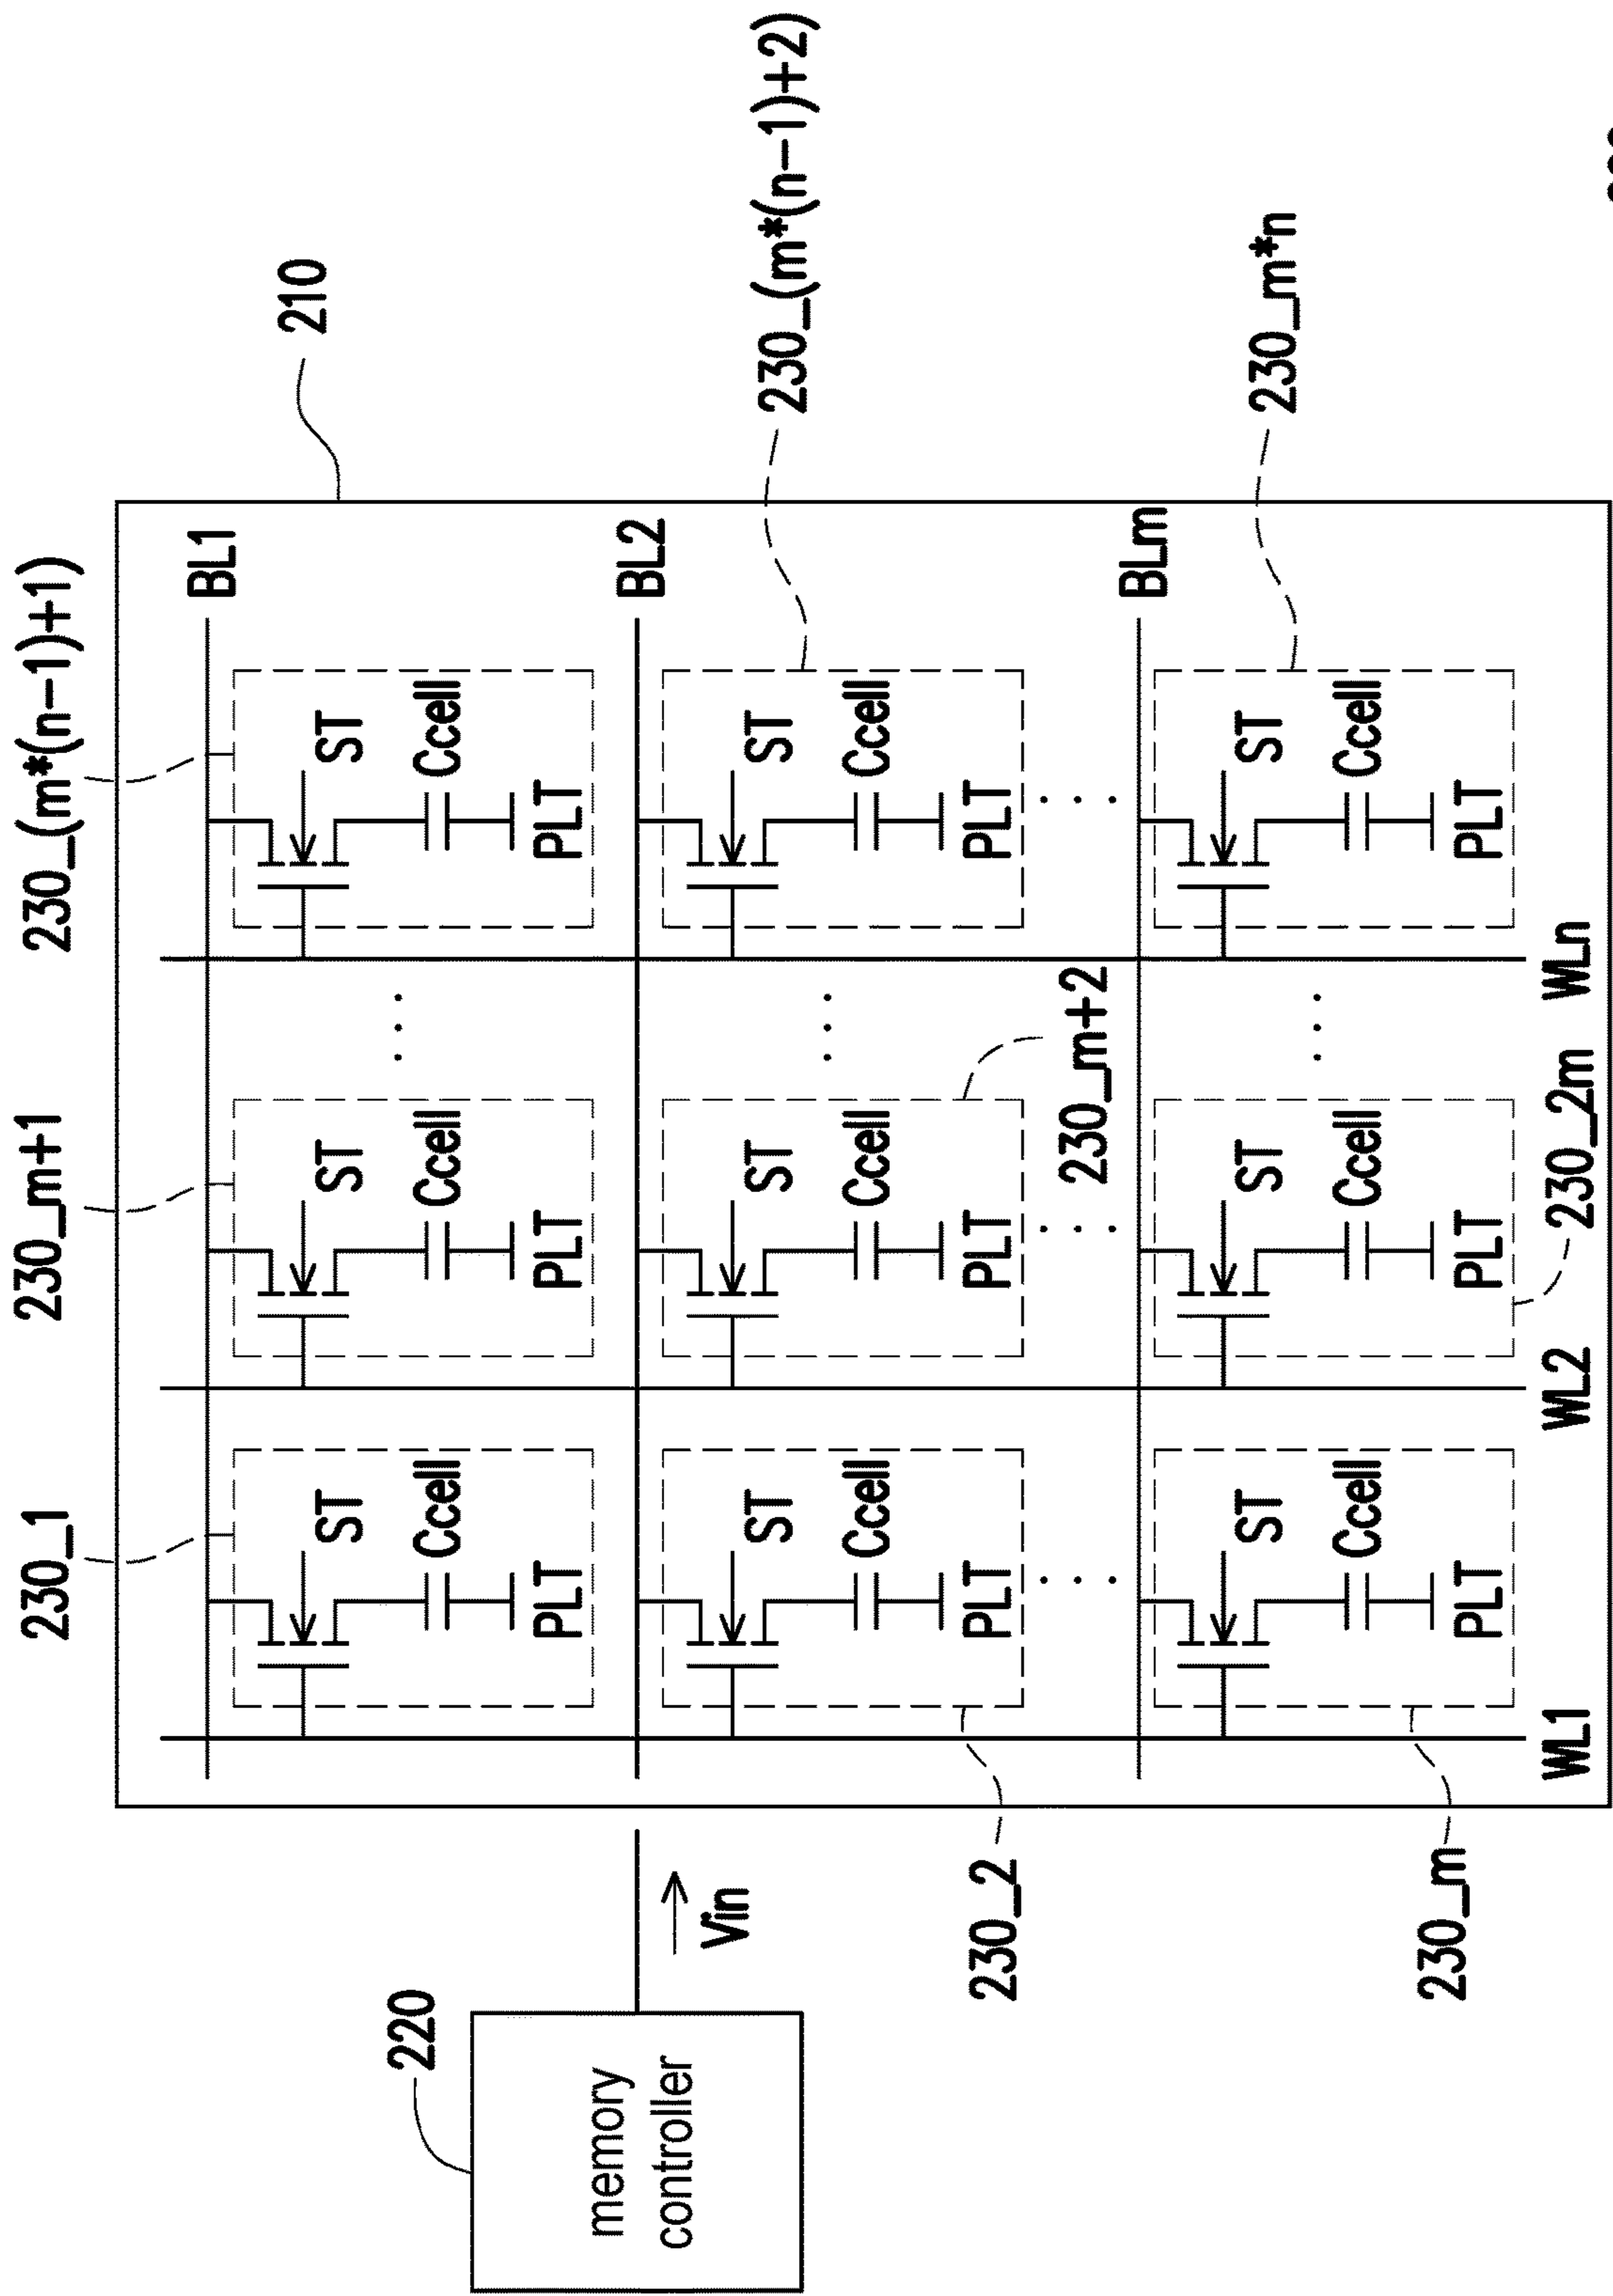 230_1
230_m+1
230_(m*(n-1)+1)
210
BL1
ST
ST
ST
Ccell
Ccell
Ccell
PLT
PLT
PLT
220
memory
controller
Vin
BL2
ST
ST
ST
230_(m*(n-1)+2)
Ccell
Ccell
Ccell
PLT
PLT
PLT
230_2
230_m+2
BLm
ST
ST
ST
230_m*n
Ccell
Ccell
Ccell
PLT
PLT
PLT
230_m
WL1
WL2
230_2m
WLn